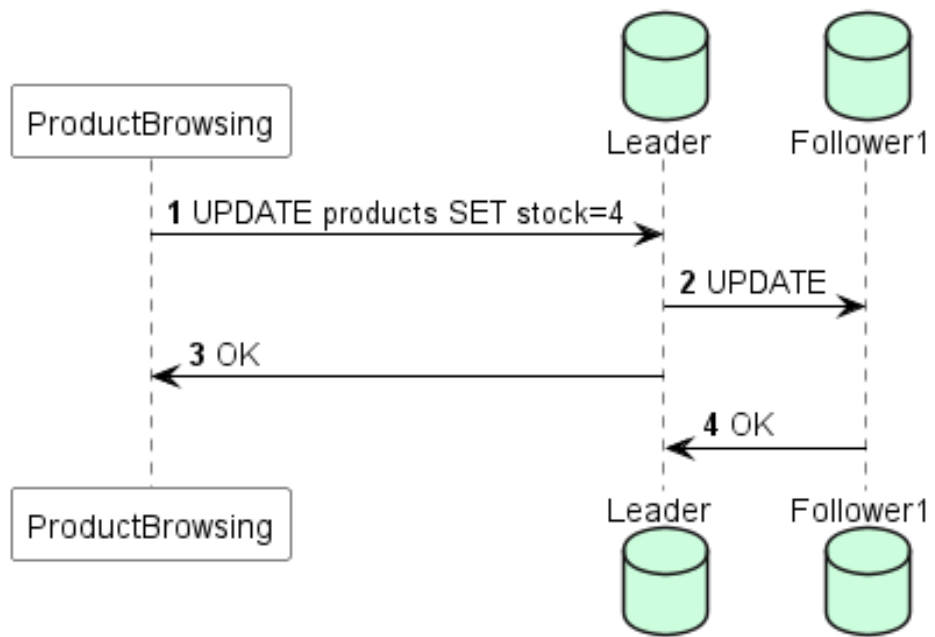 Leader Follower1
ProductBrowsing
1 UPDATE products SET stock=4
2 UPDATE
3 OK
4 OK
ProductBrowsing
Leader Follower1